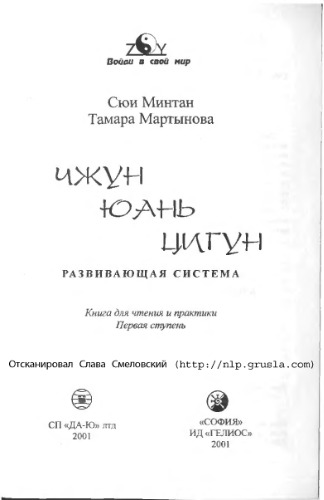 ZY
Войди в свой мир
Сюи Минтан
Тамара Мартынова
ЧЖУН
ЮАНЬ
ЦИГУН
РАЗВИВАЮЩАЯ СИСТЕМА
Книга для чтения и практики
Первая ступень
Отсканировал Слава Смеловский (http://nlp.grusla.com)
СП «ДА-Ю» лтд
2001
«СОФИЯ»
ИД «ГЕЛИОС»
2001